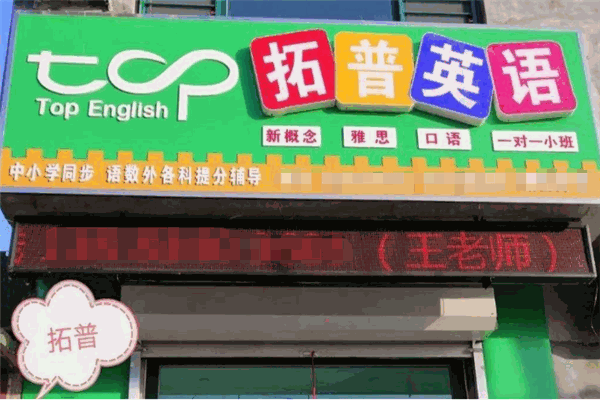 top 拓普英语
Top English
新概念 雅思 口语 一对一小班
中小学同步 语数外各科提分辅导
（王老师）
拓普